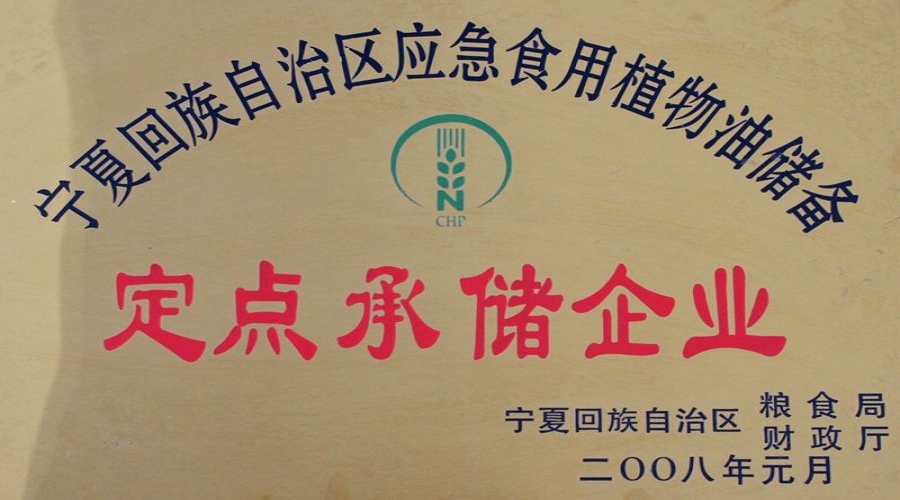 宁夏回族自治区应急食用植物油储备
CHP
定点承储企业
宁夏回族自治区 粮食局
财政厅
二〇〇八年元月